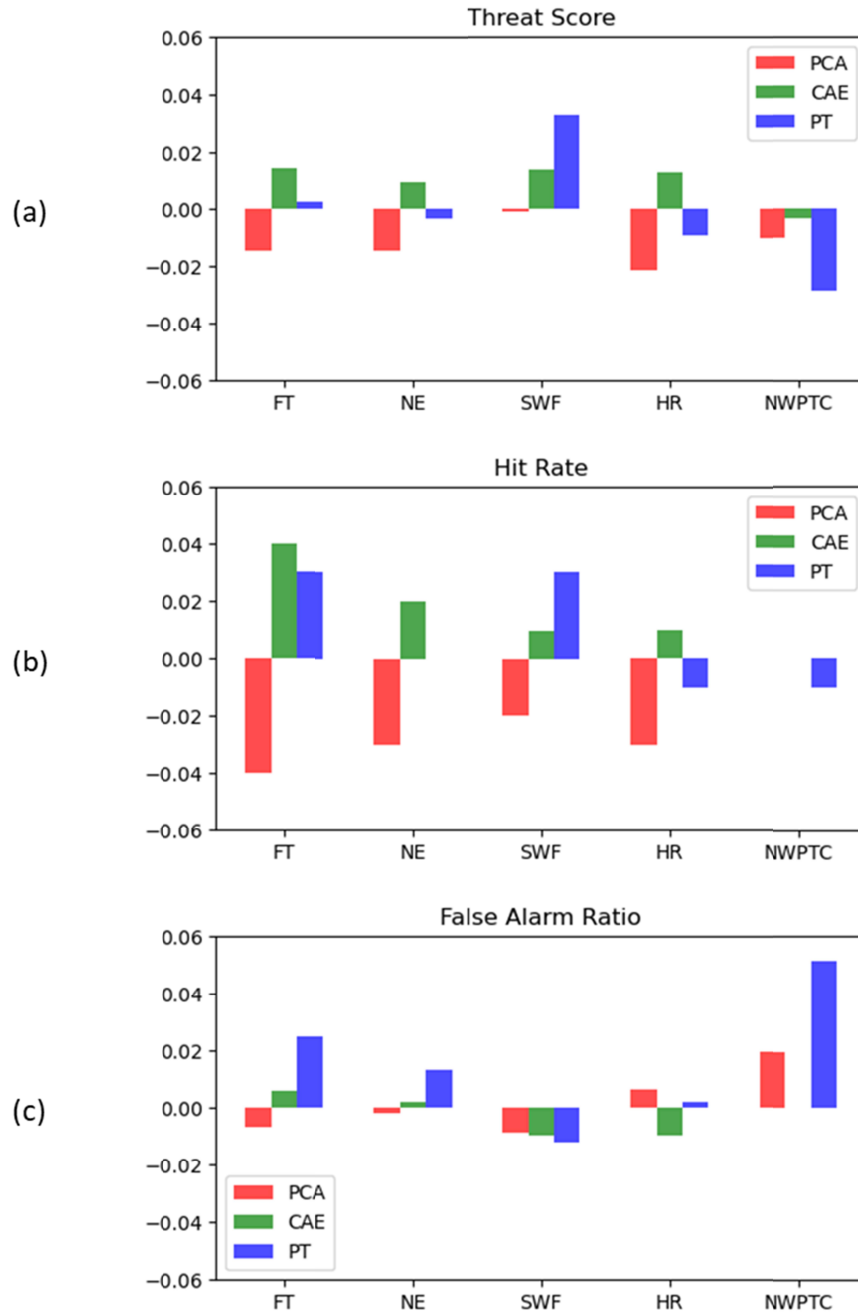 Threat Score
0.06
0.04
0.02
0.00
−0.02
−0.04
−0.06
PCA
CAE
PT
(a)
FT NE SWF HR NWPTC
Hit Rate
0.06
0.04
0.02
0.00
−0.02
−0.04
−0.06
PCA
CAE
PT
(b)
FT NE SWF HR NWPTC
False Alarm Ratio
0.06
0.04
0.02
0.00
−0.02
−0.04
−0.06
(c)
PCA
CAE
PT
FT NE SWF HR NWPTC